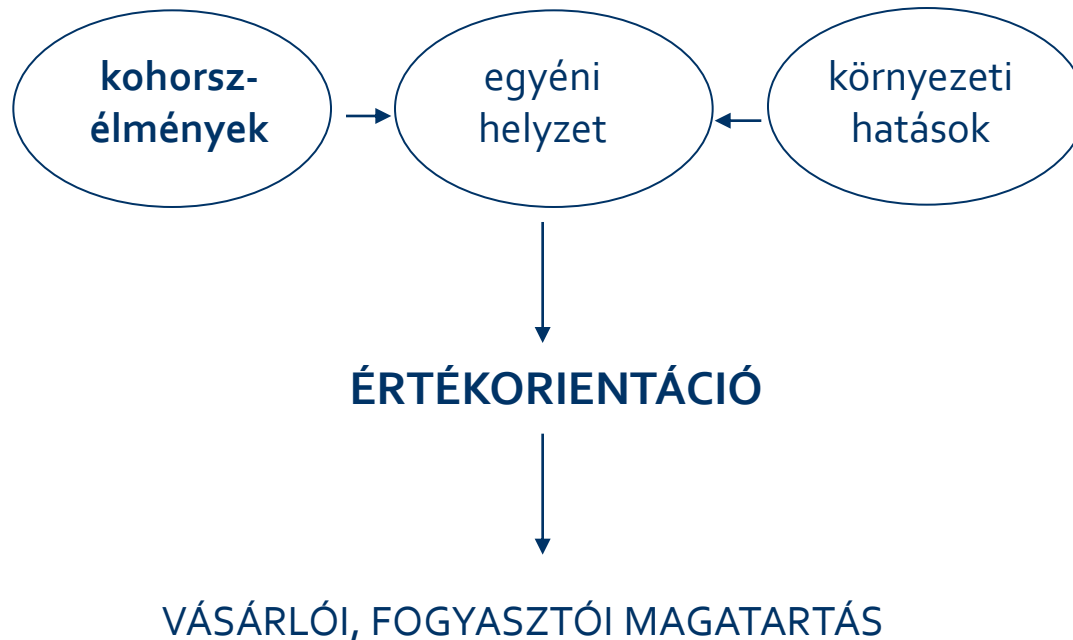 kohorsz-
élmények
egyéni
helyzet
környezeti
hatások
ÉRTÉKORIENTÁCIÓ
VÁSÁRLÓI, FOGYASZTÓI MAGATARTÁS